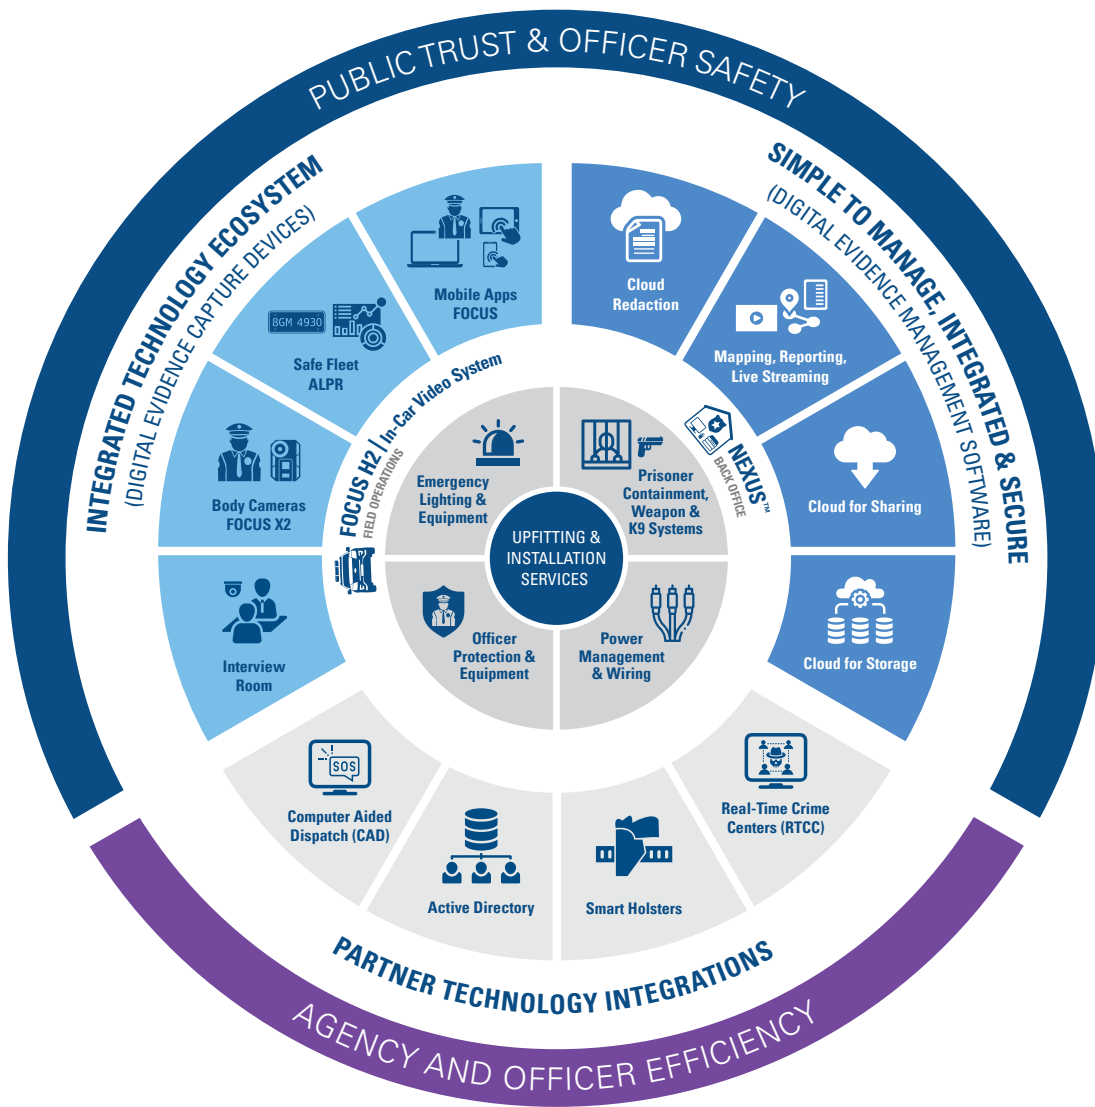 PUBLIC TRUST & OFFICER SAFETY
INTEGRATED TECHNOLOGY ECOSYSTEM
(DIGITAL EVIDENCE CAPTURE DEVICES)
SIMPLE TO MANAGE, INTEGRATED & SECURE
(DIGITAL EVIDENCE MANAGEMENT SOFTWARE)
Mobile Apps
FOCUS
8GM 4930
Safe Fleet
ALPR
Body Cameras
FOCUS X2
Interview
Room
Cloud
Redaction
Mapping, Reporting,
Live Streaming
Cloud for Sharing
Cloud for Storage
FOCUS H2 | In-Car Video System
FIELD OPERATIONS
NEXUS™
BACK OFFICE
Emergency
Lighting &
Equipment
Prisoner
Containment,
Weapon &
K9 Systems
UPFITTING &
INSTALLATION
SERVICES
Officer
Protection &
Equipment
Power
Management
& Wiring
SOS
Computer Aided
Dispatch (CAD)
Active Directory
Smart Holsters
Real-Time Crime
Centers (RTCC)
PARTNER TECHNOLOGY INTEGRATIONS
AGENCY AND OFFICER EFFICIENCY